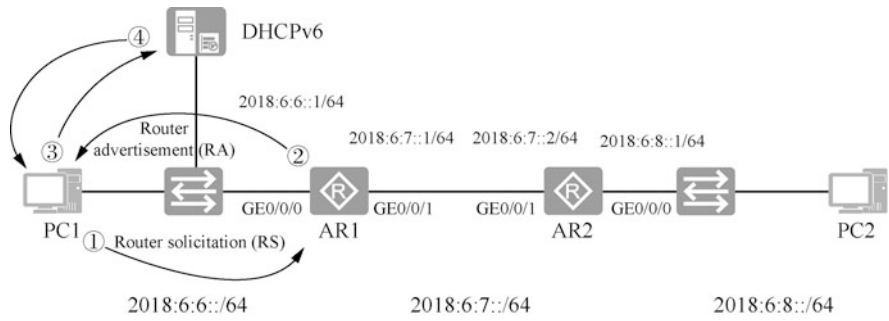 ④
DHCPv6
2018:6:6::1/64
Router
advertisement (RA)
③
②
2018:6:7::1/64
2018:6:7::2/64
2018:6:8::1/64
R
R
GE0/0/0
GE0/0/1
GE0/0/1
GE0/0/0
PC1
AR1
AR2
PC2
① Router solicitation (RS)
2018:6:6::/64
2018:6:7::/64
2018:6:8::/64